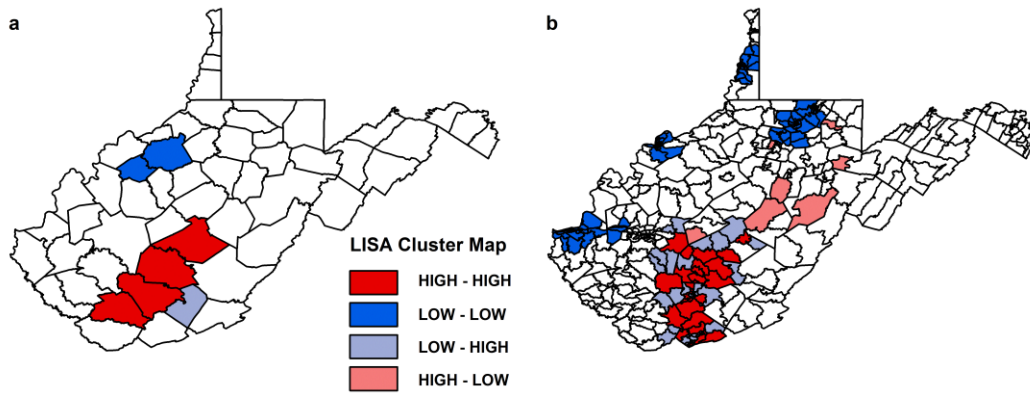 a
b
LISA Cluster Map
HIGH - HIGH
LOW - LOW
LOW - HIGH
HIGH - LOW